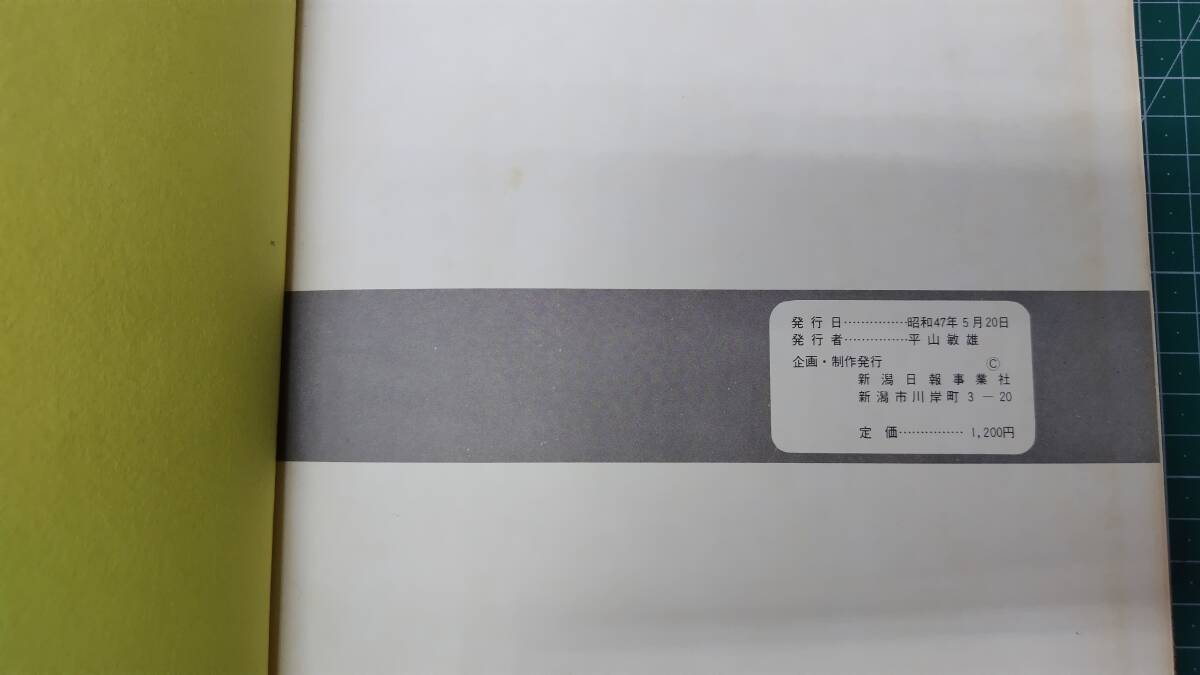 発行日……………昭和47年5月20日
発行者……………平山敏雄
企画・制作発行 Ⓒ
新潟日報事業社
新潟市川岸町3―20
定価……………1,200円